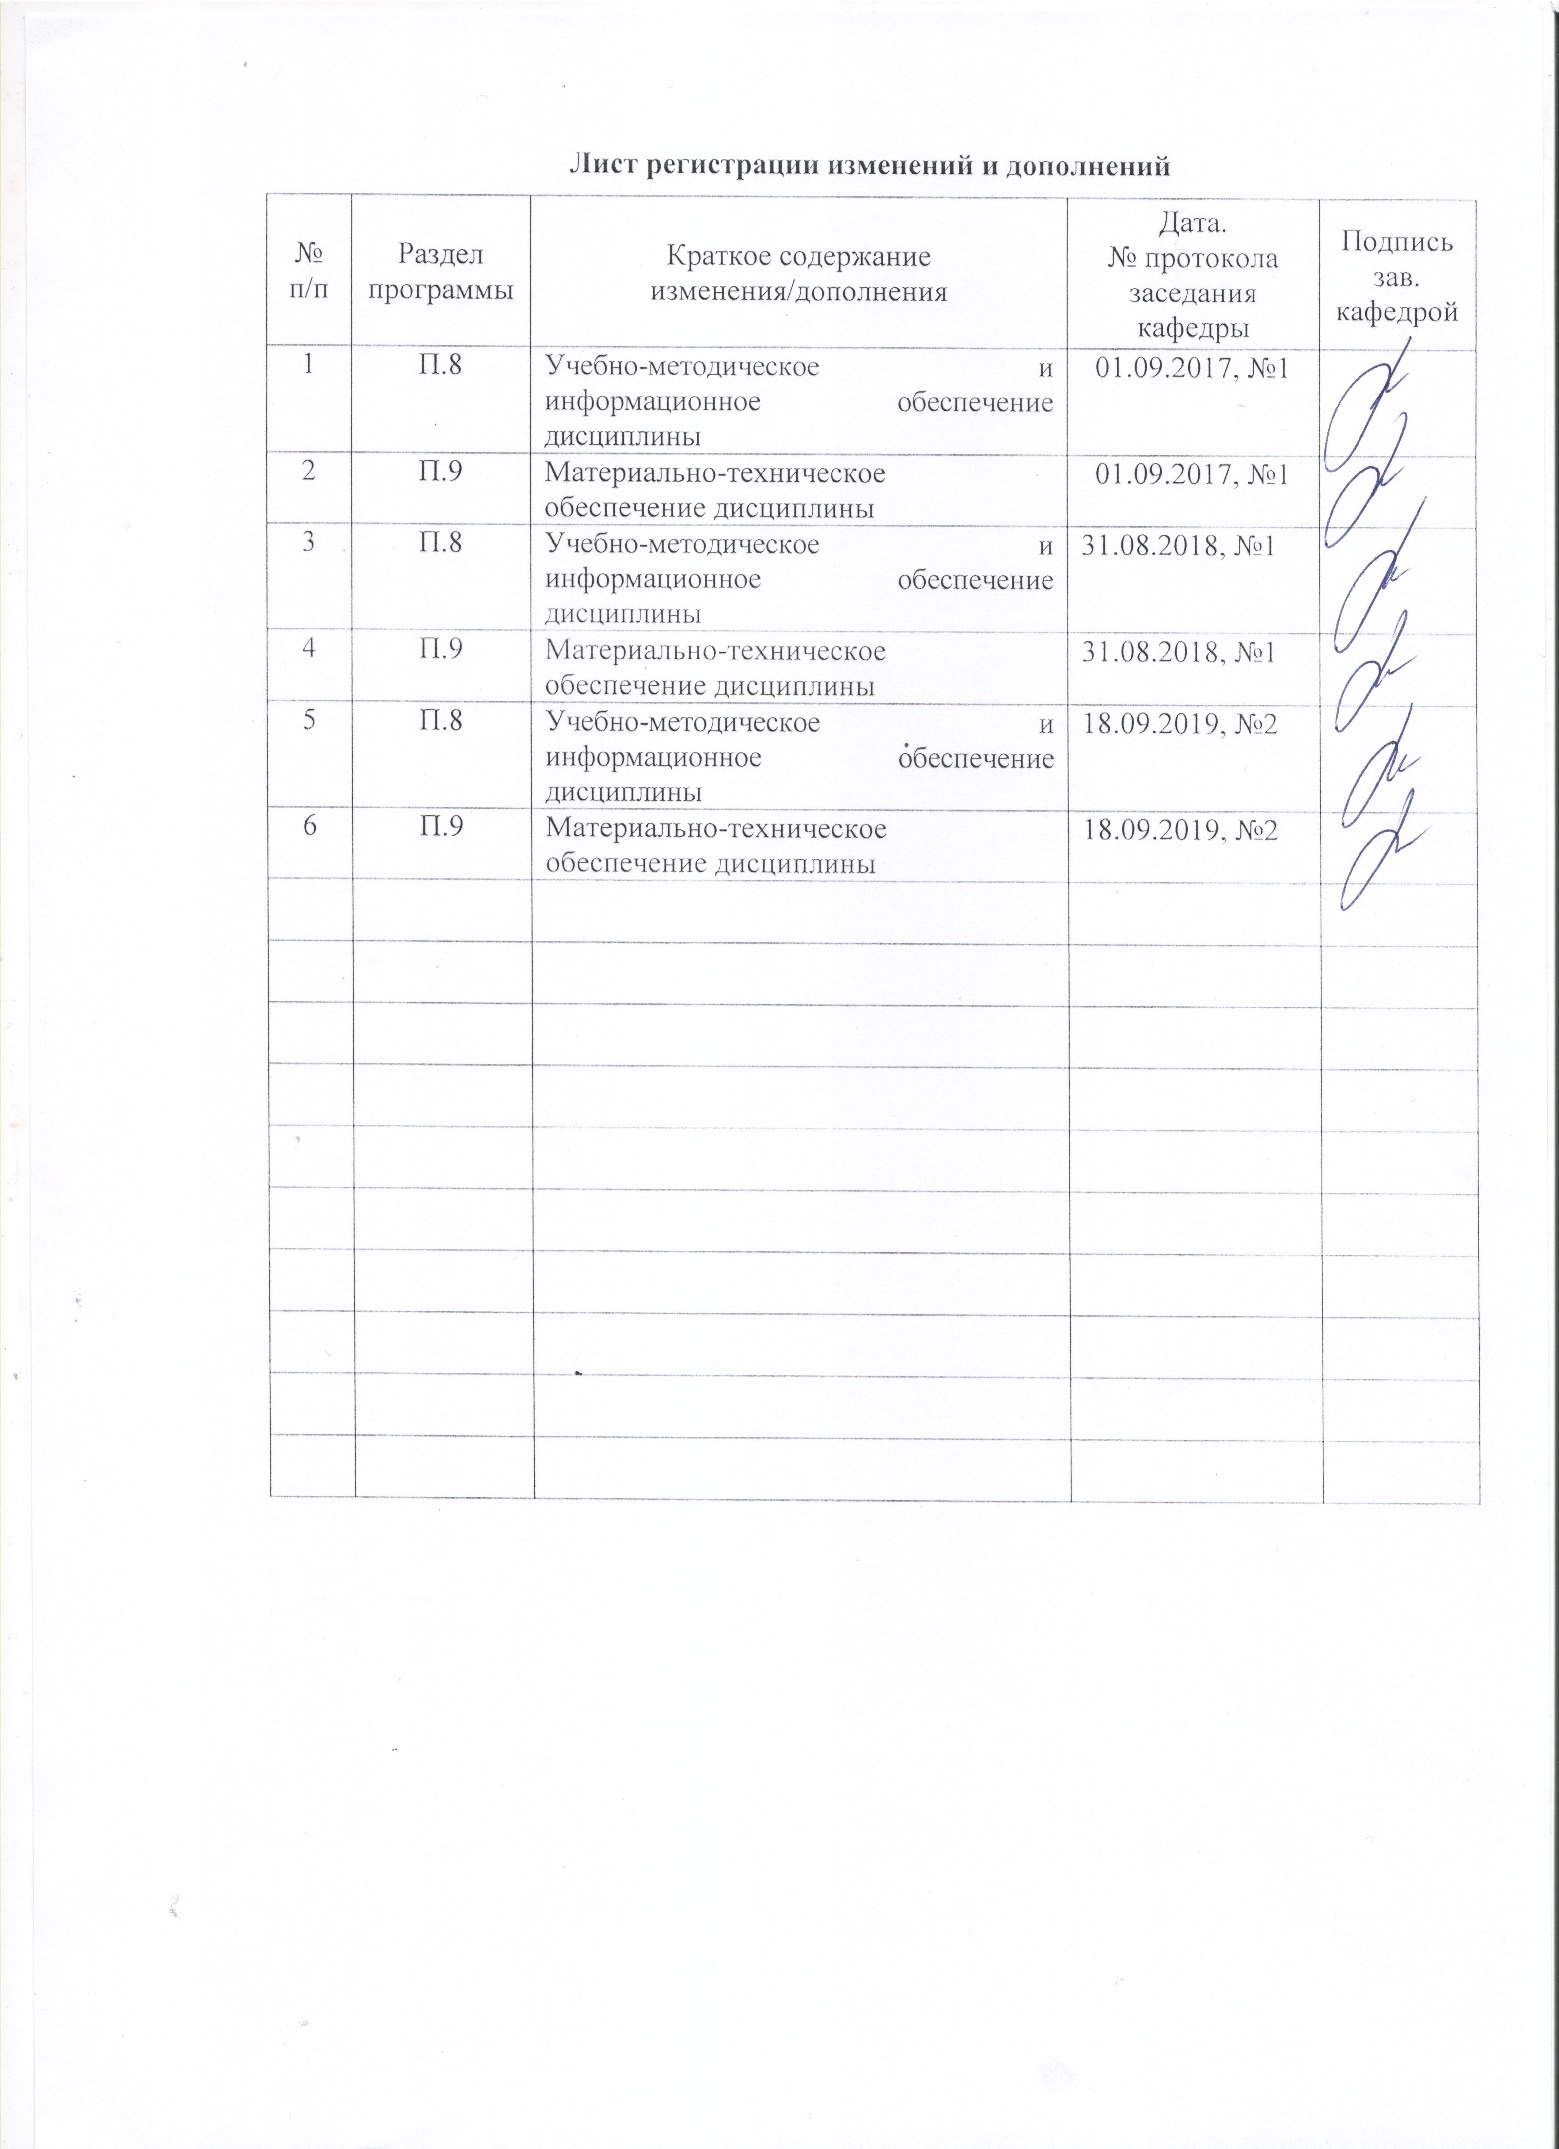 Лист регистрации изменений и дополнений
№
п/п
Раздел
программы
Краткое содержание
изменения/дополнения
Дата.
№ протокола
заседания
кафедры
Подпись
зав.
кафедрой
1
П.8
Учебно-методическое и
информационное обеспечение
дисциплины
01.09.2017, №1
2
П.9
Материально-техническое
обеспечение дисциплины
01.09.2017, №1
3
П.8
Учебно-методическое и
информационное обеспечение
дисциплины
31.08.2018, №1
4
П.9
Материально-техническое
обеспечение дисциплины
31.08.2018, №1
5
П.8
Учебно-методическое и
информационное обеспечение
дисциплины
18.09.2019, №2
6
П.9
Материально-техническое
обеспечение дисциплины
18.09.2019, №2